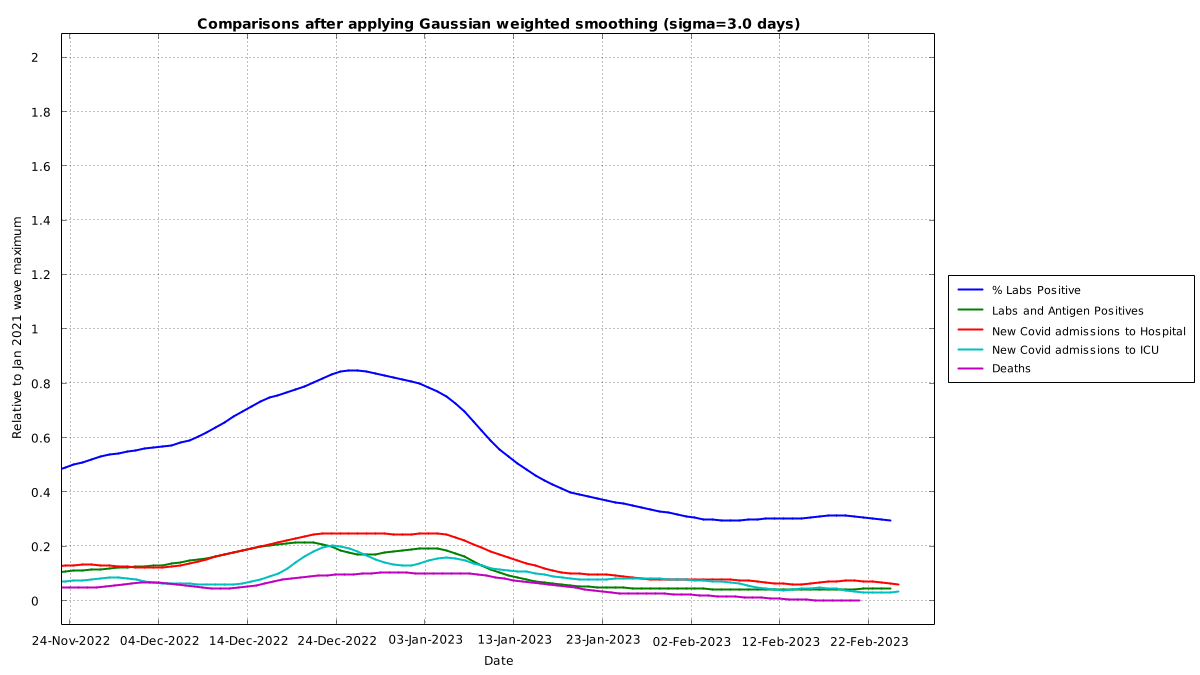 Comparisons after applying Gaussian weighted smoothing (sigma=3.0 days)
Relative to Jan 2021 wave maximum
2
1.8
1.6
1.4
1.2
1
0.8
0.6
0.4
0.2
0
24-Nov-2022 04-Dec-2022 14-Dec-2022 24-Dec-2022 03-Jan-2023 13-Jan-2023 23-Jan-2023 02-Feb-2023 12-Feb-2023 22-Feb-2023
Date
% Labs Positive
Labs and Antigen Positives
New Covid admissions to Hospital
New Covid admissions to ICU
Deaths